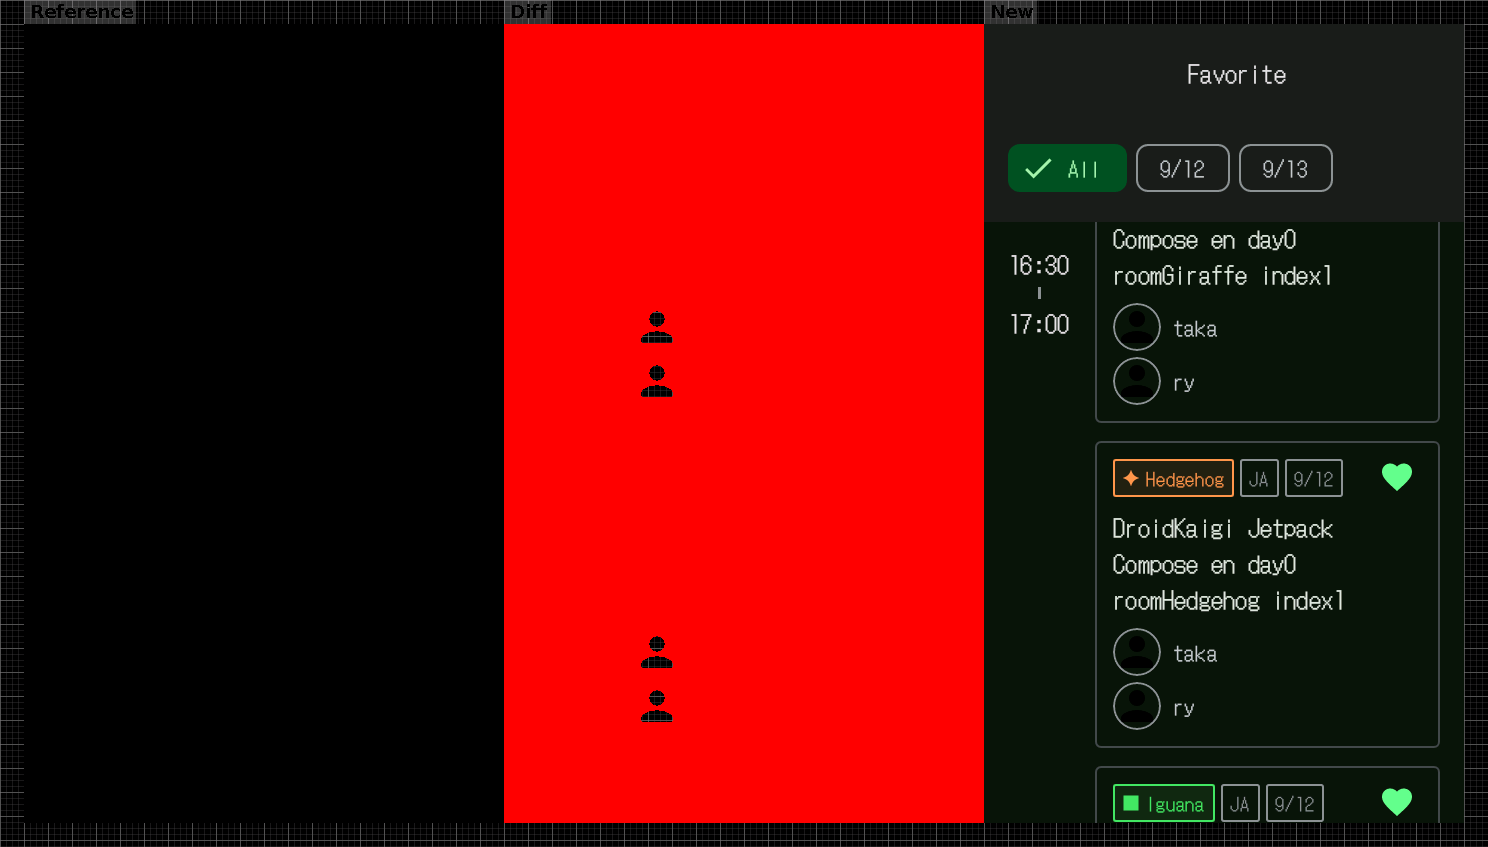 Reference
Diff
New
Favorite
All
9/12
9/13
16:30
17:00
Compose en day0
roomGiraffe index1
taka
ry
Hedgehog
JA
9/12
DroidKaigi Jetpack
Compose en day0
roomHedgehog index1
taka
ry
Iguana
JA
9/12